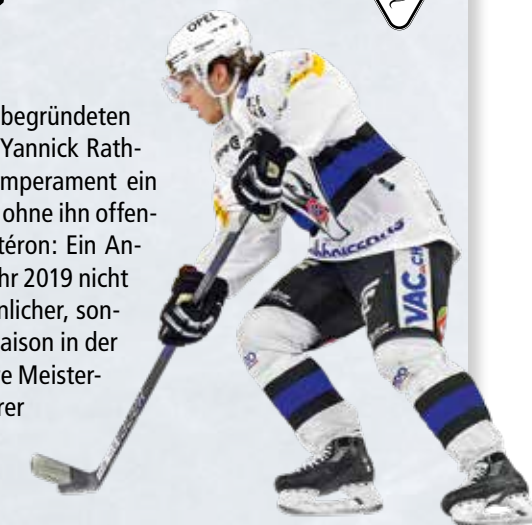 begründeten
Yannick Rath-
mperament ein
ohne ihn offen-
téron: Ein An-
hr 2019 nicht
nlicher, son-
aison in der
e Meister-
rer
OPEL
VAC.CH